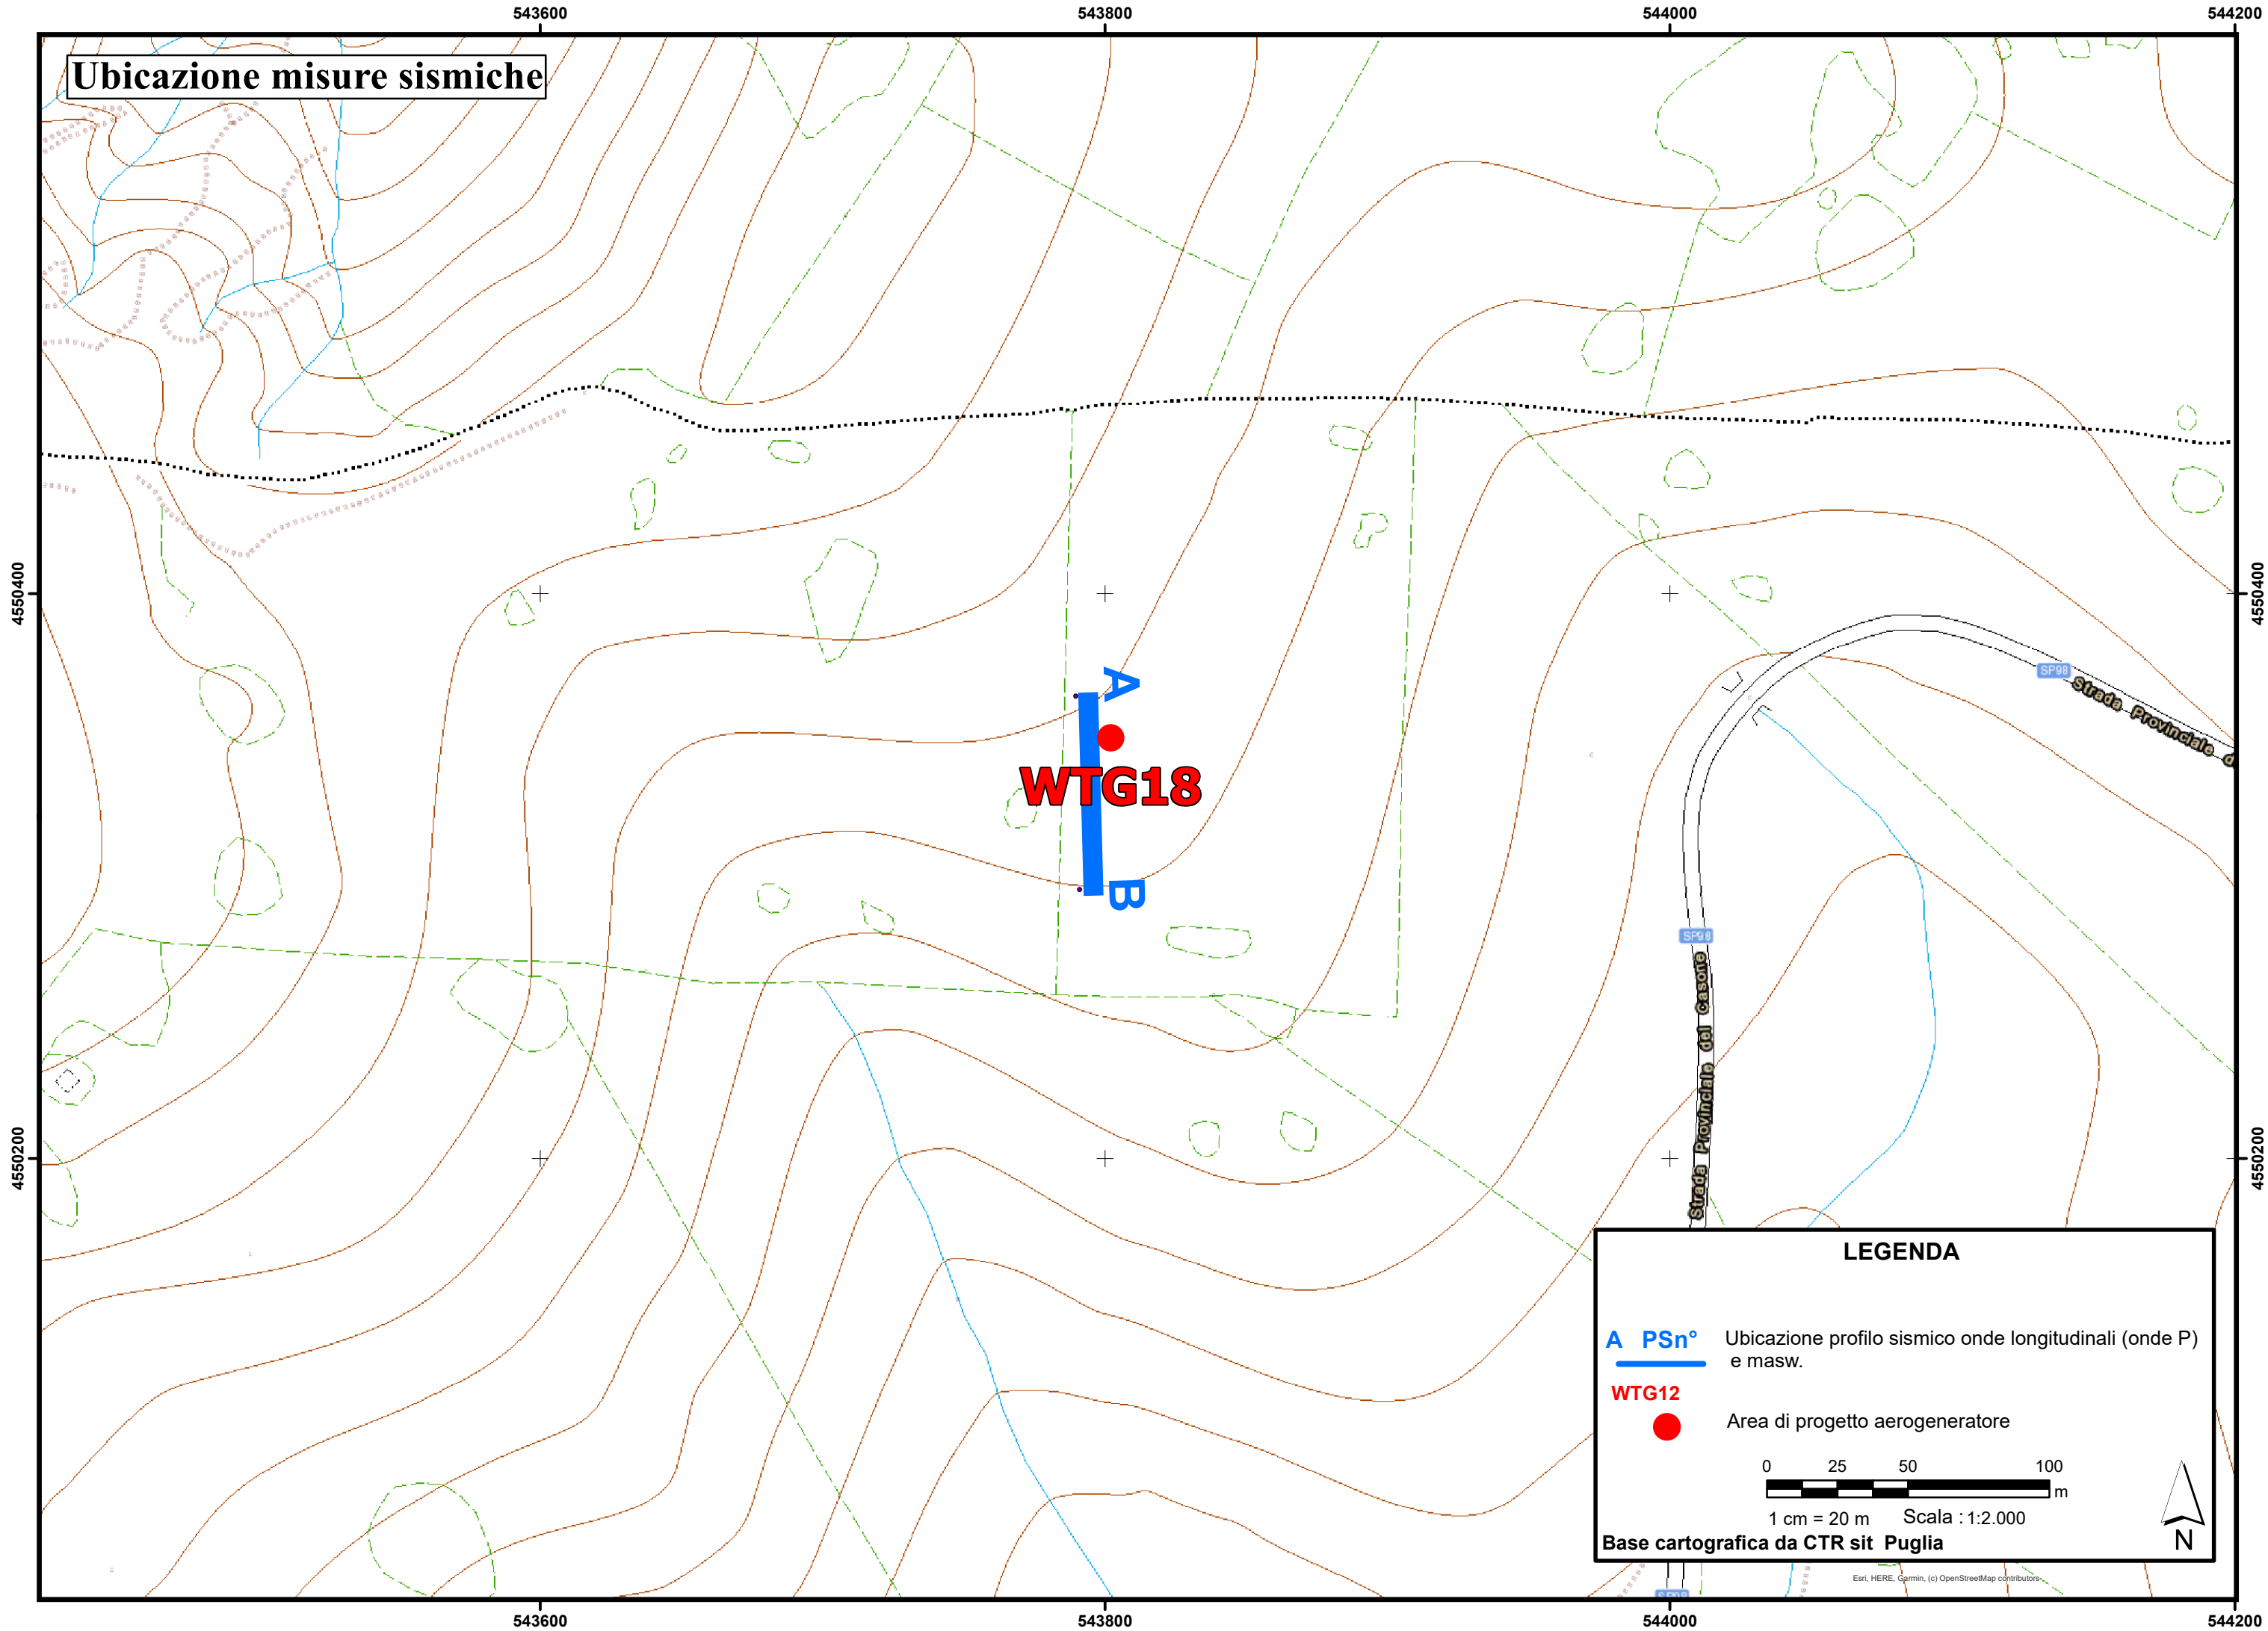 543600 543800 544000 544200
Ubicazione misure sismiche
4550400 4550400
A
SP98
Strada Provinciale d
WTG18
B
SP98
Strada Provinciale del Casone
4550200 4550200
LEGENDA
A PSn° Ubicazione profilo sismico onde longitudinali (onde P)
e masw.
WTG12
Area di progetto aerogeneratore
0 25 50 100
m
1 cm = 20 m Scala : 1:2.000
N
Base cartografica da CTR sit Puglia
Esri, HERE, Garmin, (c) OpenStreetMap contributors
SP98
543600 543800 544000 544200